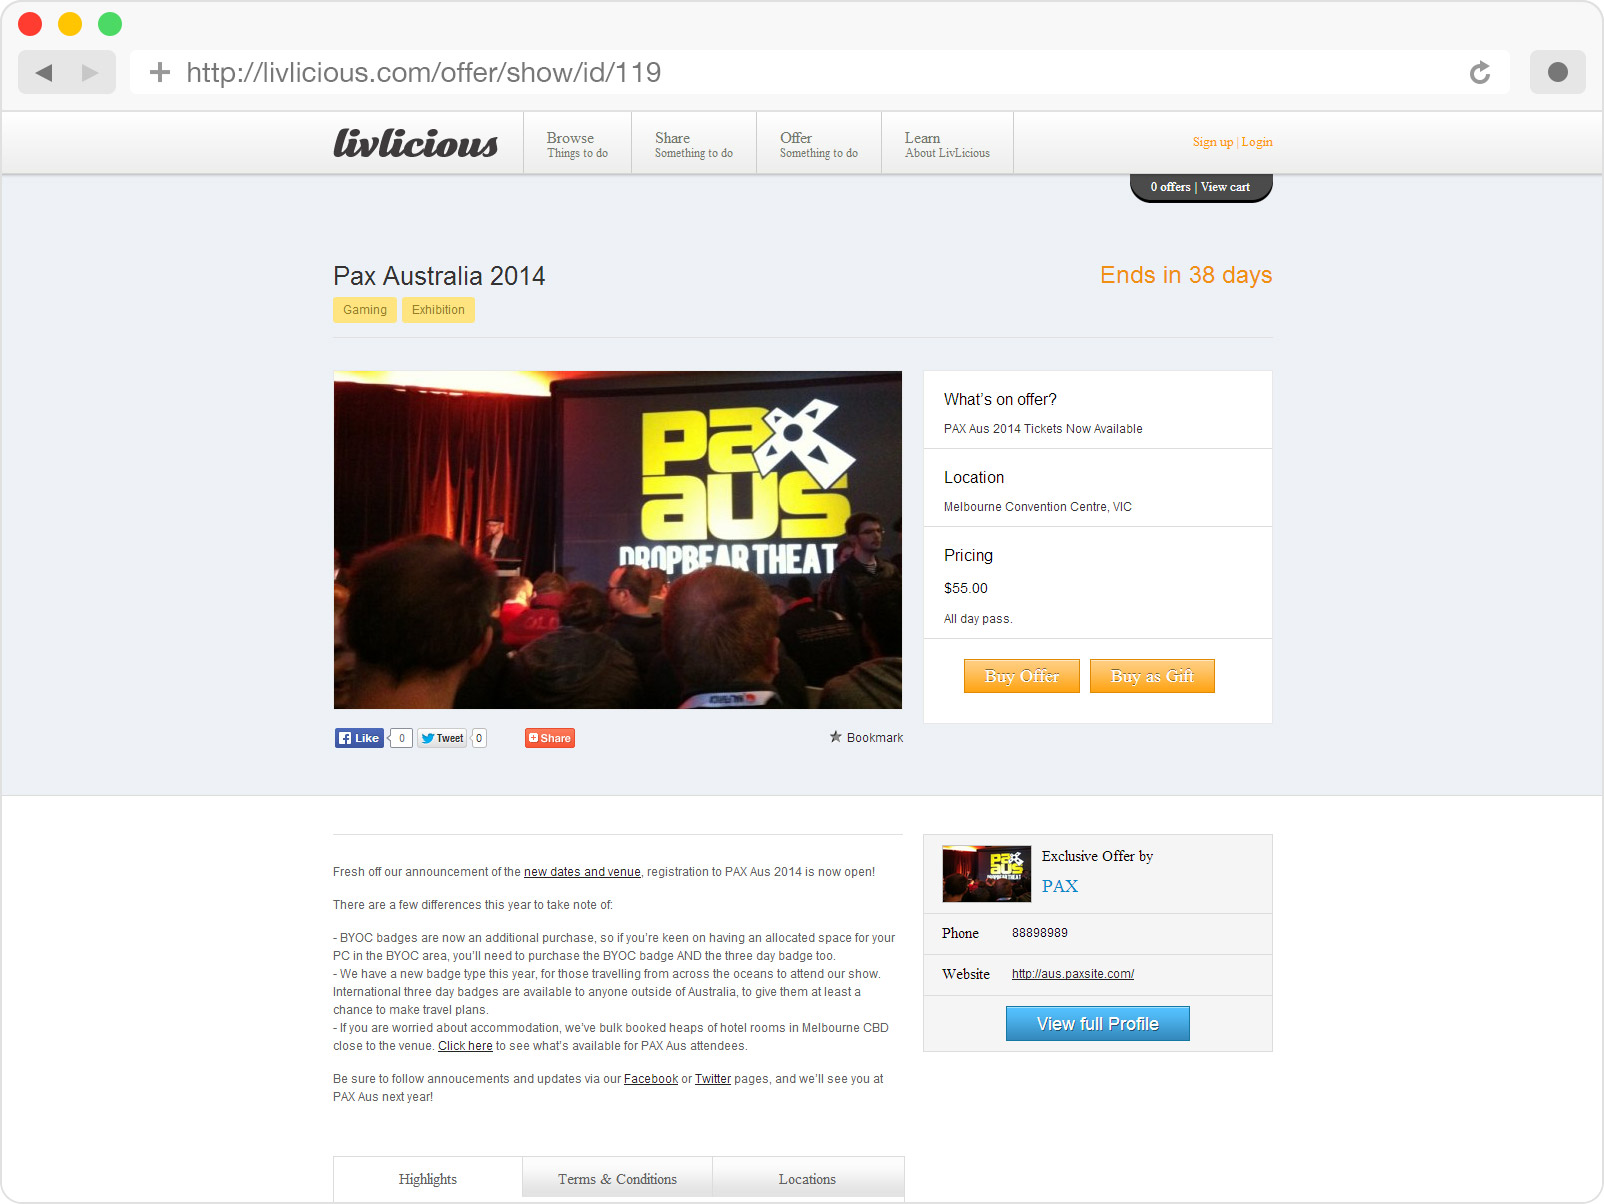 http://livlicious.com/offer/show/id/119
livlicious
Browse
Things to do
Share
Something to do
Offer
Something to do
Learn
About LivLicious
Sign up | Login
0 offers | View cart
Pax Australia 2014
Ends in 38 days
Gaming
Exhibition
pax
aus
DROPBEAR THEAT
What's on offer?
PAX Aus 2014 Tickets Now Available
Location
Melbourne Convention Centre, VIC
Pricing
$55.00
All day pass.
Buy Offer
Buy as Gift
Like
0
Tweet
0
Share
Bookmark
Fresh off our announcement of the new dates and venue, registration to PAX Aus 2014 is now open!
There are a few differences this year to take note of:
- BYOC badges are now an additional purchase, so if you're keen on having an allocated space for your
PC in the BYOC area, you'll need to purchase the BYOC badge AND the three day badge too.
- We have a new badge type this year, for those travelling from across the oceans to attend our show.
International three day badges are available to anyone outside of Australia, to give them at least a
chance to make travel plans.
- If you are worried about accommodation, we've bulk booked heaps of hotel rooms in Melbourne CBD
close to the venue. Click here to see what's available for PAX Aus attendees.
Be sure to follow annoucements and updates via our Facebook or Twitter pages, and we'll see you at
PAX Aus next year!
pax
aus
Exclusive Offer by
PAX
Phone
88898989
Website
http://aus.paxsite.com/
View full Profile
Highlights
Terms & Conditions
Locations